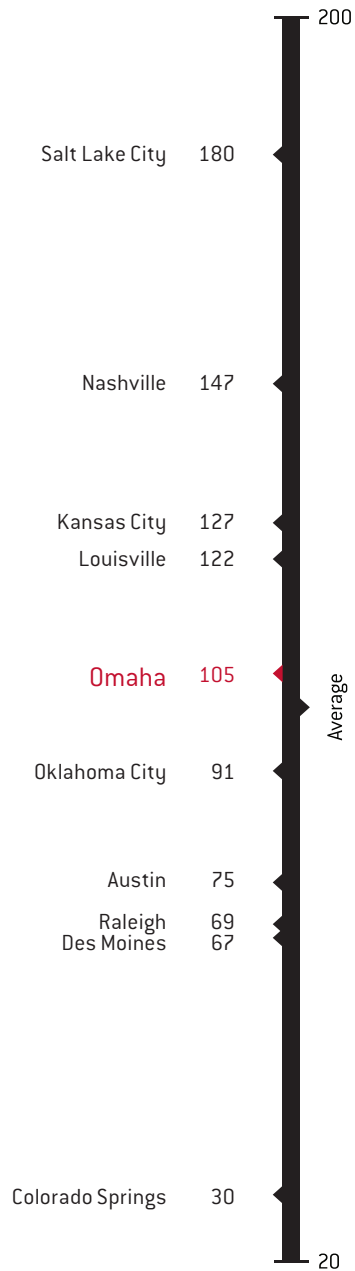 200
Salt Lake City 180
Nashville 147
Kansas City 127
Louisville 122
Omaha 105
Average
Oklahoma City 91
Austin 75
Raleigh 69
Des Moines 67
Colorado Springs 30
20